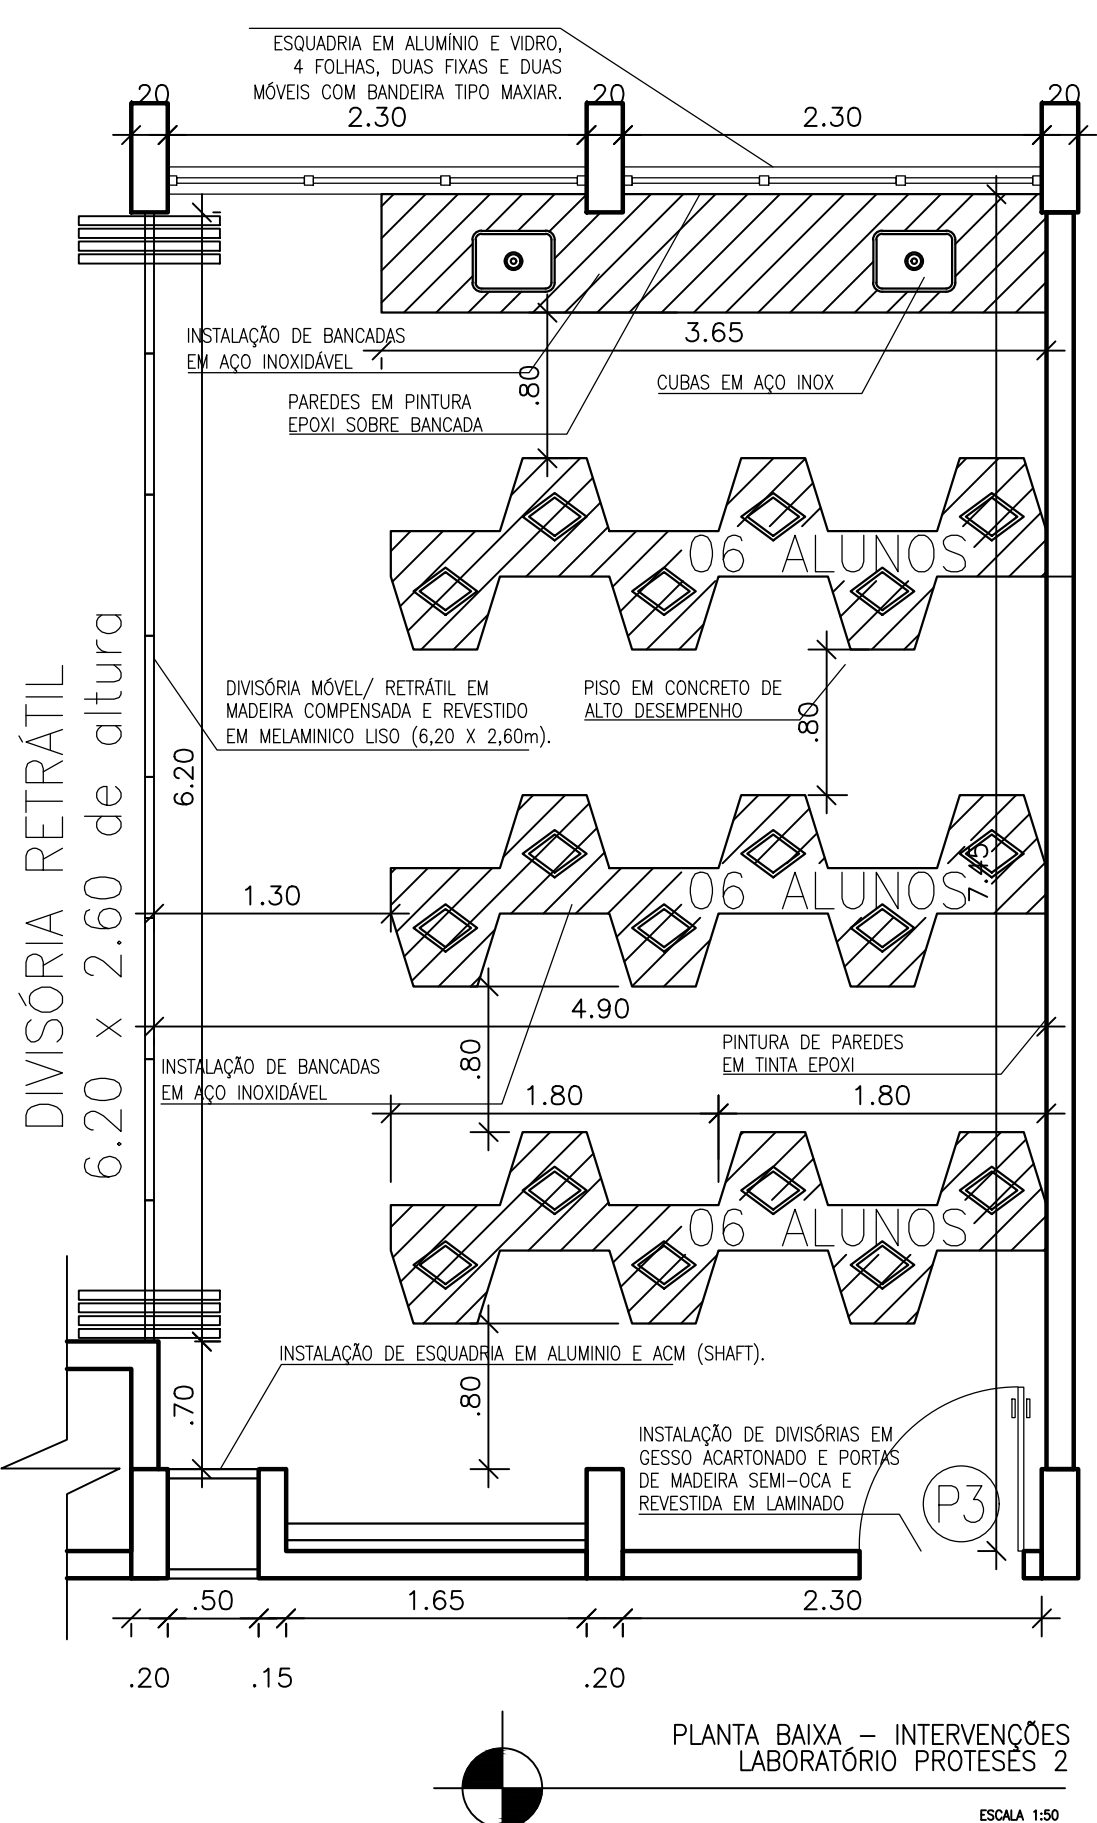 ESQUADRIA EM ALUMÍNIO E VIDRO,
4 FOLHAS, DUAS FIXAS E DUAS
MÓVEIS COM BANDEIRA TIPO MAXIAR.
.20
2.30
.20
2.30
.20
3.65
INSTALAÇÃO DE BANCADAS
EM AÇO INOXIDÁVEL
.80
CUBAS EM AÇO INOX
PAREDES EM PINTURA
EPOXI SOBRE BANCADA
06 ALUNOS
DIVISÓRIA RETRÁTIL
6.20 x 2.60 de altura
DIVISÓRIA MÓVEL/ RETRÁTIL EM
MADEIRA COMPENSADA E REVESTIDO
EM MELAMINICO LISO (6,20 X 2,60m).
PISO EM CONCRETO DE
ALTO DESEMPENHO
.80
6.20
06 ALUNOS
7.45
1.30
4.90
PINTURA DE PAREDES
EM TINTA EPOXI
INSTALAÇÃO DE BANCADAS
EM AÇO INOXIDÁVEL
.80
1.80
1.80
06 ALUNOS
INSTALAÇÃO DE ESQUADRIA EM ALUMINIO E ACM (SHAFT).
.70
.80
INSTALAÇÃO DE DIVISÓRIAS EM
GESSO ACARTONADO E PORTAS
DE MADEIRA SEMI-OCA E
REVESTIDA EM LAMINADO
P3
.50
1.65
2.30
.20
.15
.20
PLANTA BAIXA – INTERVENÇÕES
LABORATÓRIO PROTESES 2
ESCALA 1:50